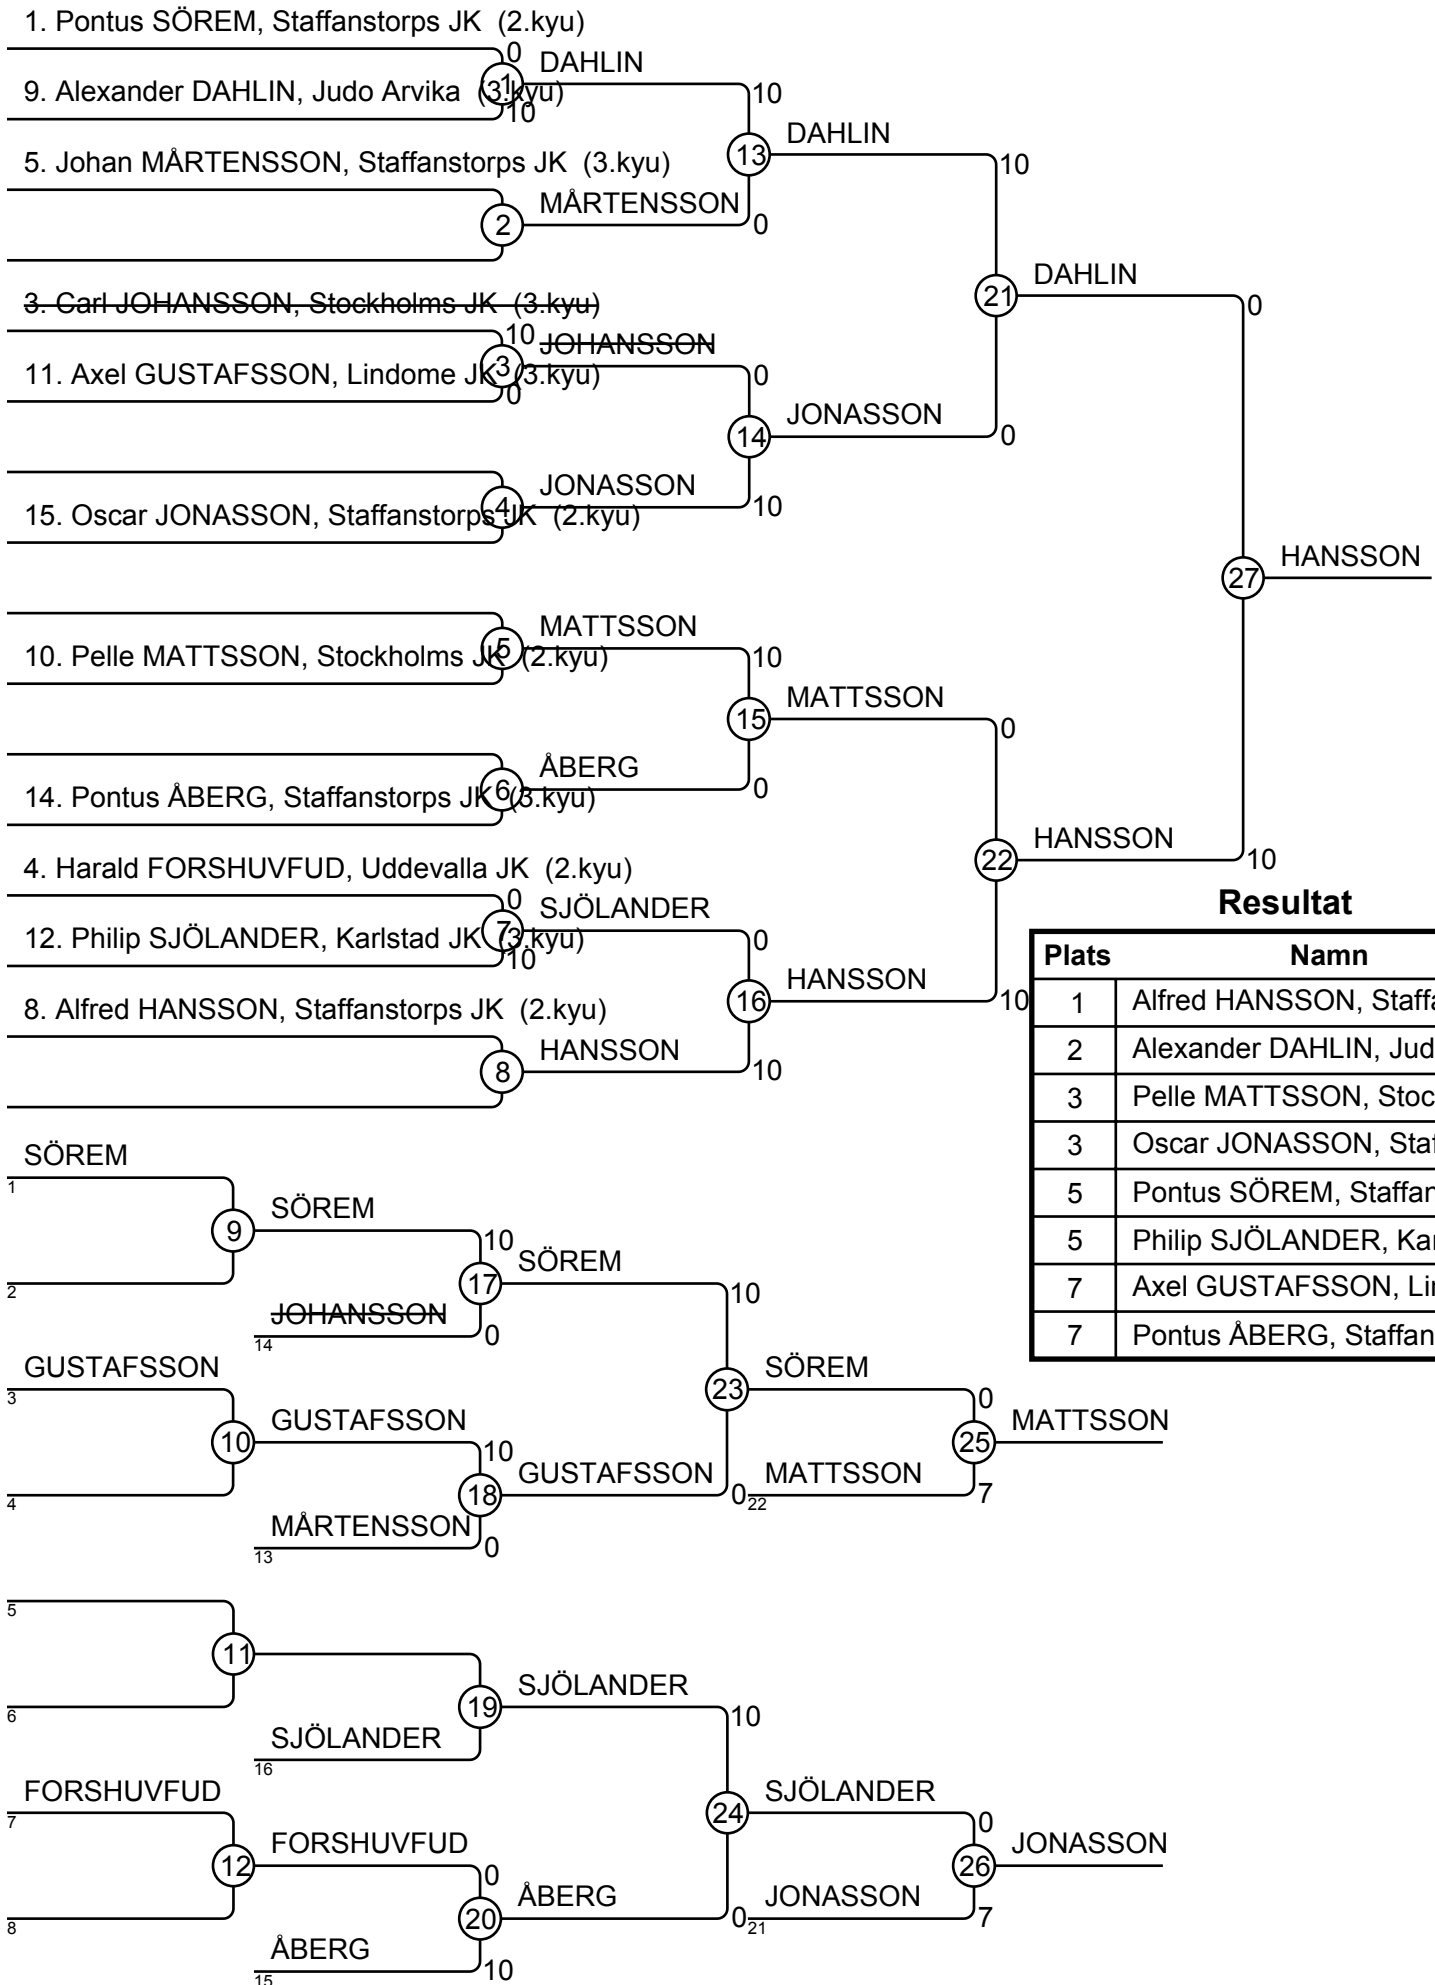 1. Pontus SÖREM, Staffanstorps JK (2.kyu)
0
DAHLIN
1
9. Alexander DAHLIN, Judo Arvika (3.kyu)
10
10
DAHLIN
13
5. Johan MÅRTENSSON, Staffanstorps JK (3.kyu)
10
MÅRTENSSON
2
0
DAHLIN
21
3. Carl JOHANSSON, Stockholms JK (3.kyu)
0
10
JOHANSSON
3
11. Axel GUSTAFSSON, Lindome JK (3.kyu)
0
0
JONASSON
14
0
JONASSON
4
10
15. Oscar JONASSON, Staffanstorps JK (2.kyu)
HANSSON
27
MATTSSON
5
10. Pelle MATTSSON, Stockholms JK (2.kyu)
10
MATTSSON
15
0
ÅBERG
6
0
14. Pontus ÅBERG, Staffanstorps JK (3.kyu)
HANSSON
22
10
4. Harald FORSHUVFUD, Uddevalla JK (2.kyu)
0
SJÖLANDER
7
12. Philip SJÖLANDER, Karlstad JK (3.kyu)
10
0
HANSSON
16
10
8. Alfred HANSSON, Staffanstorps JK (2.kyu)
HANSSON
8
10
Resultat
Plats Namn
1 Alfred HANSSON, Staffa
2 Alexander DAHLIN, Jud
3 Pelle MATTSSON, Stoc
3 Oscar JONASSON, Staf
5 Pontus SÖREM, Staffan
5 Philip SJÖLANDER, Kar
7 Axel GUSTAFSSON, Lin
7 Pontus ÅBERG, Staffan
SÖREM
1
9
SÖREM
2
10
SÖREM
17
JOHANSSON
14
0
10
GUSTAFSSON
3
SÖREM
23
10
GUSTAFSSON
0
MATTSSON
25
4
10
GUSTAFSSON
18
0
MATTSSON
22
7
MÅRTENSSON
13
0
5
11
6
SJÖLANDER
19
10
SJÖLANDER
16
FORSHUVFUD
7
SJÖLANDER
24
12
FORSHUVFUD
0
0
JONASSON
26
8
ÅBERG
20
0
JONASSON
21
7
ÅBERG
15
10